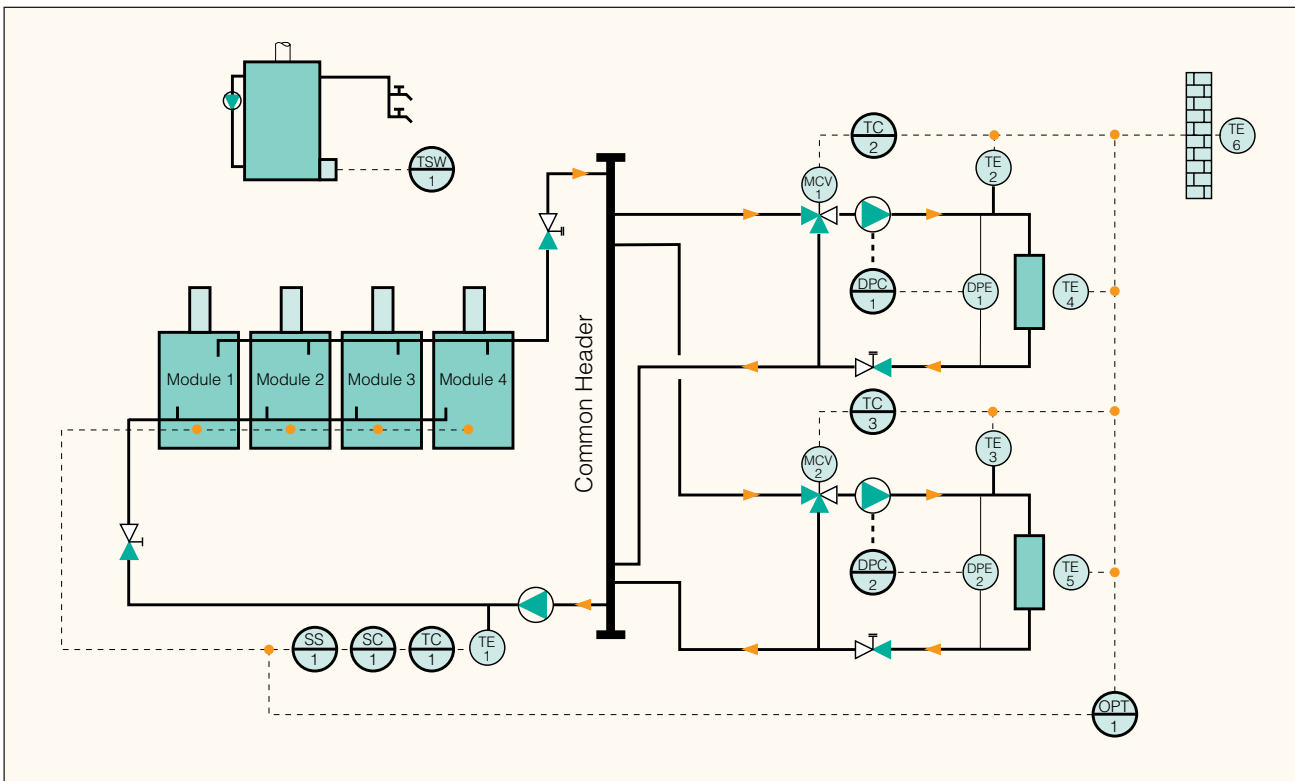 TSW
1
TC
2
TE
6
TE
2
MCV
1
DPC
1
DPE
1
TE
4
Module 1
Module 2
Module 3
Module 4
Common Header
TC
3
TE
3
MCV
2
DPC
2
DPE
2
TE
5
SS
1
SC
1
TC
1
TE
1
OPT
1